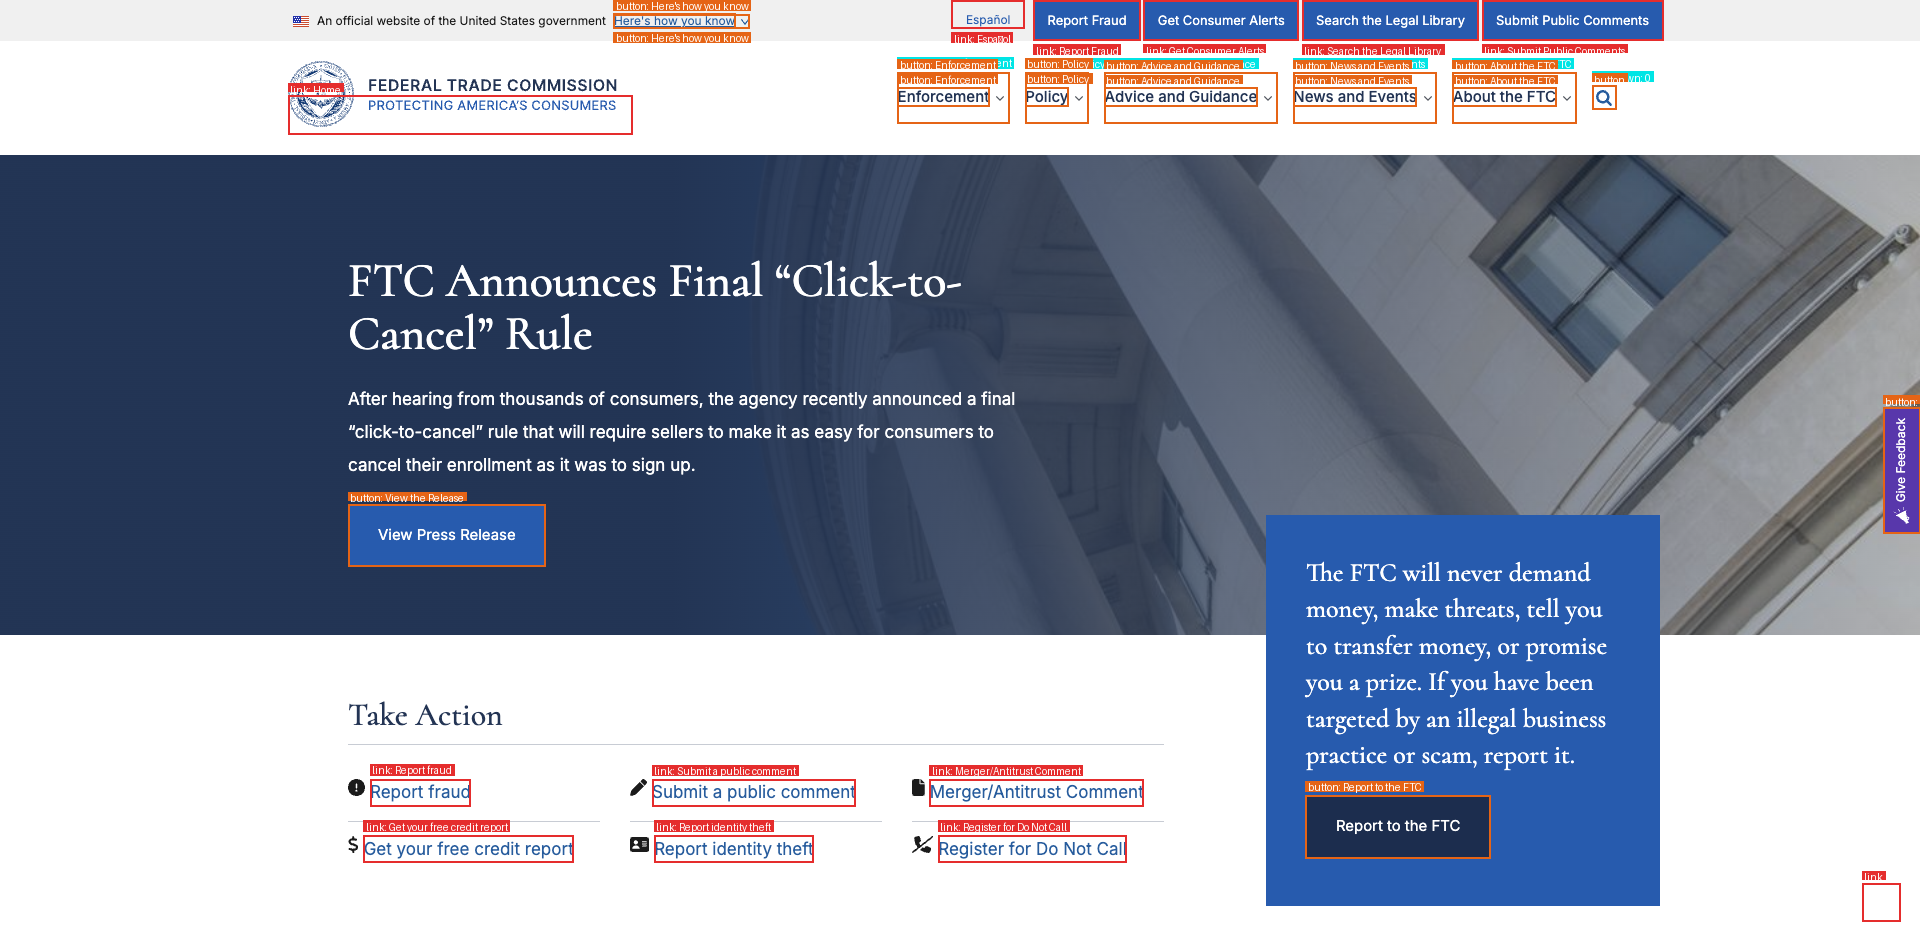 An official website of the United States government
button: Here's how you know
Here's how you know
button: Here's how you know
Español
link: Español
Report Fraud
link: Report Fraud
Get Consumer Alerts
link: Get Consumer Alerts
Search the Legal Library
link: Search the Legal Library
Submit Public Comments
link: Submit Public Comments
link: Home
FEDERAL TRADE COMMISSION
PROTECTING AMERICA'S CONSUMERS
button: Enforcement
button: Enforcement
Enforcement
button: Policy
button: Policy
Policy
button: Advice and Guidance
button: Advice and Guidance
Advice and Guidance
button: News and Events
button: News and Events
News and Events
button: About the FTC
button: About the FTC
About the FTC
button
FTC Announces Final “Click-to-
Cancel” Rule
After hearing from thousands of consumers, the agency recently announced a final
“click-to-cancel” rule that will require sellers to make it as easy for consumers to
cancel their enrollment as it was to sign up.
button: View the Release
View Press Release
button:
Give Feedback
The FTC will never demand
money, make threats, tell you
to transfer money, or promise
you a prize. If you have been
targeted by an illegal business
practice or scam, report it.
button: Report to the FTC
Report to the FTC
Take Action
link: Report fraud
Report fraud
link: Submit a public comment
Submit a public comment
link: Merger/Antitrust Comment
Merger/Antitrust Comment
link: Get your free credit report
Get your free credit report
link: Report identity theft
Report identity theft
link: Register for Do Not Call
Register for Do Not Call
link